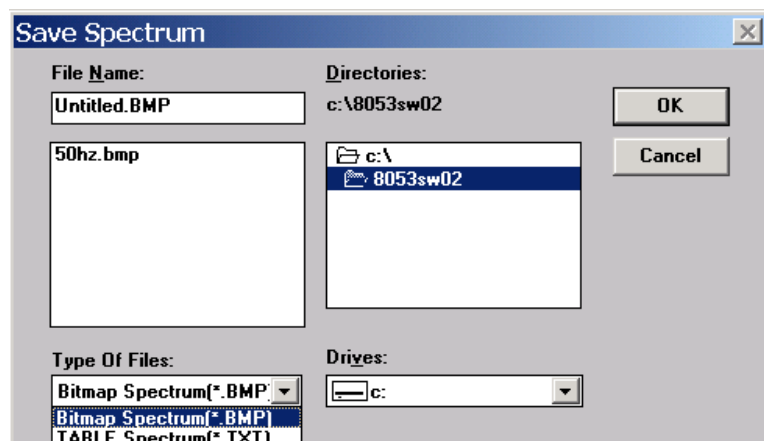 Save Spectrum
File Name:
Untitled.BMP
50hz.bmp
Directories:
c:\8053sw02
c:\
8053sw02
OK
Cancel
Type Of Files:
Bitmap Spectrum(*.BMP)
Bitmap Spectrum(*.BMP)
TABLE Spectrum(*.TXT)
Drives:
c: